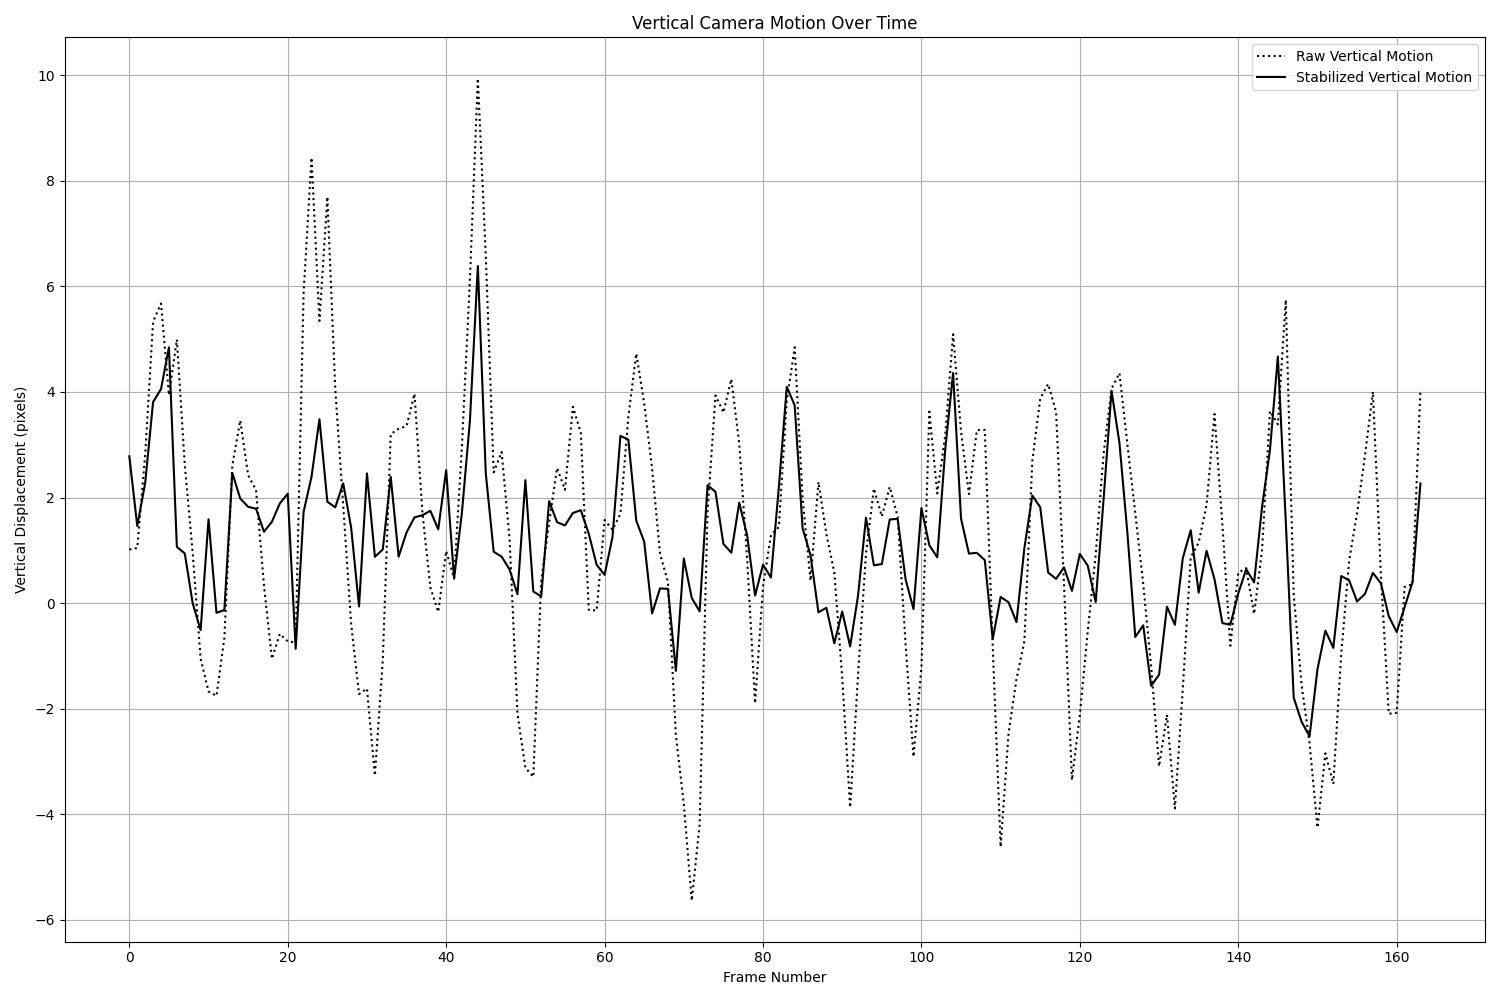 Vertical Camera Motion Over Time
Raw Vertical Motion
Stabilized Vertical Motion
Vertical Displacement (pixels)
10
8
6
4
2
0
−2
−4
−6
0 20 40 60 80 100 120 140 160
Frame Number